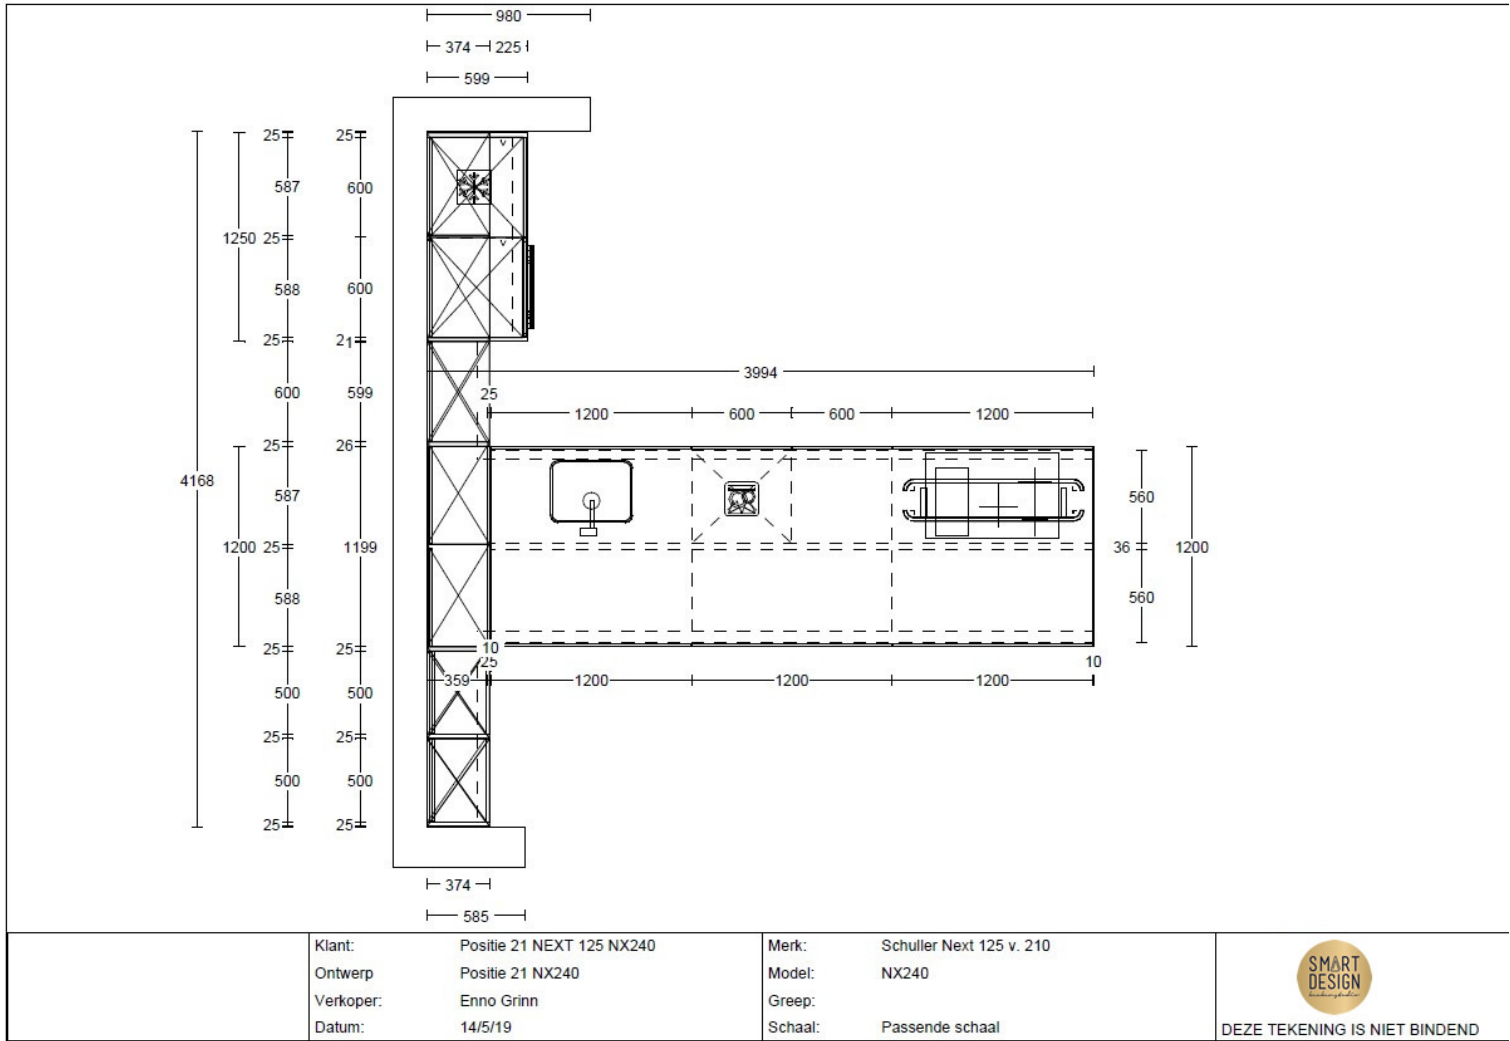 980
374 225
599
25 25
587 600
1250 25
588 600
25 21
3994
600 599 25
1200 600 600 1200
25 26
4168
587 560
1200 25 1199 36 1200
588 560
25 25 10
25 10
500 500 359 1200 1200 1200
25 25
500 500
25 25
374
585
Klant: Positie 21 NEXT 125 NX240 Merk: Schuller Next 125 v. 210
Ontwerp Positie 21 NX240 Model: NX240
Verkoper: Enno Grinn Greep:
Datum: 14/5/19 Schaal: Passende schaal
SMART
DESIGN
DEZE TEKENING IS NIET BINDEND